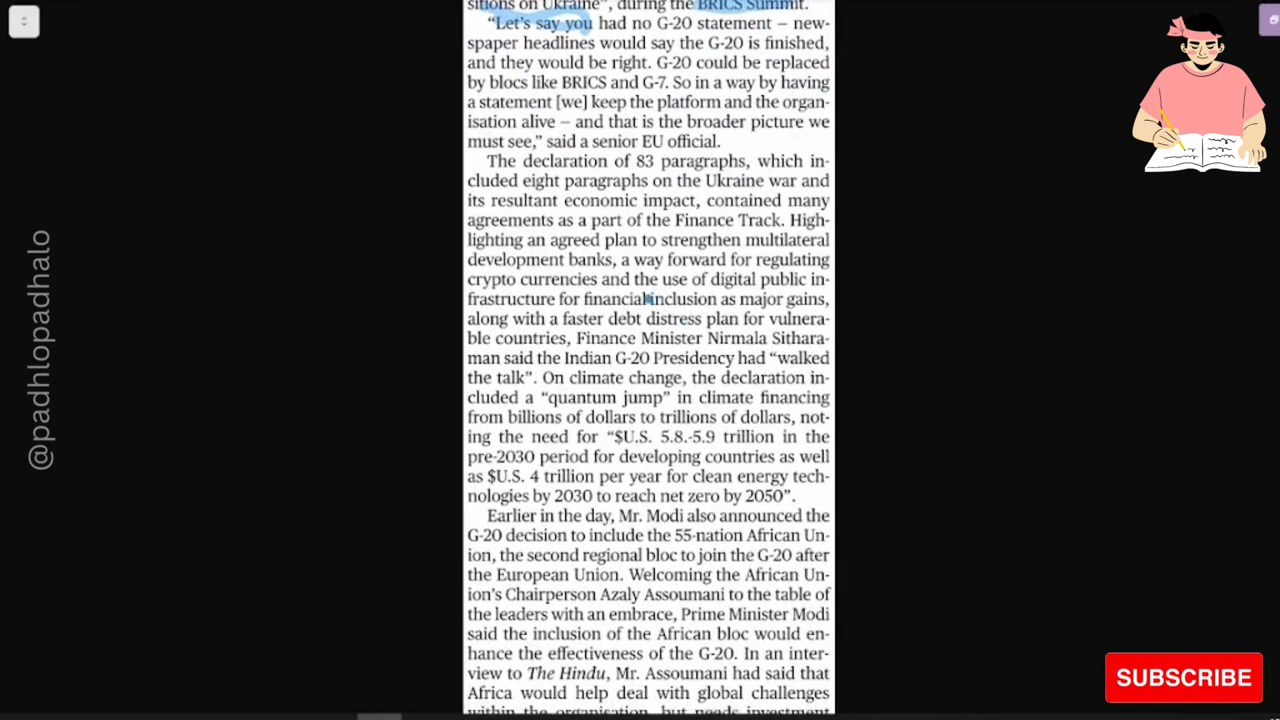 sitions on Ukraine”, during the BRICS Summit.
“Let’s say you had no G-20 statement – new-
spaper headlines would say the G-20 is finished,
and they would be right. G-20 could be replaced
by blocs like BRICS and G-7. So in a way by having
a statement [we] keep the platform and the organ-
isation alive – and that is the broader picture we
must see,” said a senior EU official.
The declaration of 83 paragraphs, which in-
cluded eight paragraphs on the Ukraine war and
its resultant economic impact, contained many
agreements as a part of the Finance Track. High-
lighting an agreed plan to strengthen multilateral
development banks, a way forward for regulating
crypto currencies and the use of digital public in-
frastructure for financial inclusion as major gains,
along with a faster debt distress plan for vulnera-
ble countries, Finance Minister Nirmala Sithara-
man said the Indian G-20 Presidency had “walked
the talk”. On climate change, the declaration in-
cluded a “quantum jump” in climate financing
from billions of dollars to trillions of dollars, not-
ing the need for “$U.S. 5.8.-5.9 trillion in the
pre-2030 period for developing countries as well
as $U.S. 4 trillion per year for clean energy tech-
nologies by 2030 to reach net zero by 2050”.
Earlier in the day, Mr. Modi also announced the
G-20 decision to include the 55-nation African Un-
ion, the second regional bloc to join the G-20 after
the European Union. Welcoming the African Un-
ion’s Chairperson Azaly Assoumani to the table of
the leaders with an embrace, Prime Minister Modi
said the inclusion of the African bloc would en-
hance the effectiveness of the G-20. In an inter-
view to The Hindu, Mr. Assoumani had said that
Africa would help deal with global challenges
within the organisation, but needs investment
@padhlopadhalo
SUBSCRIBE